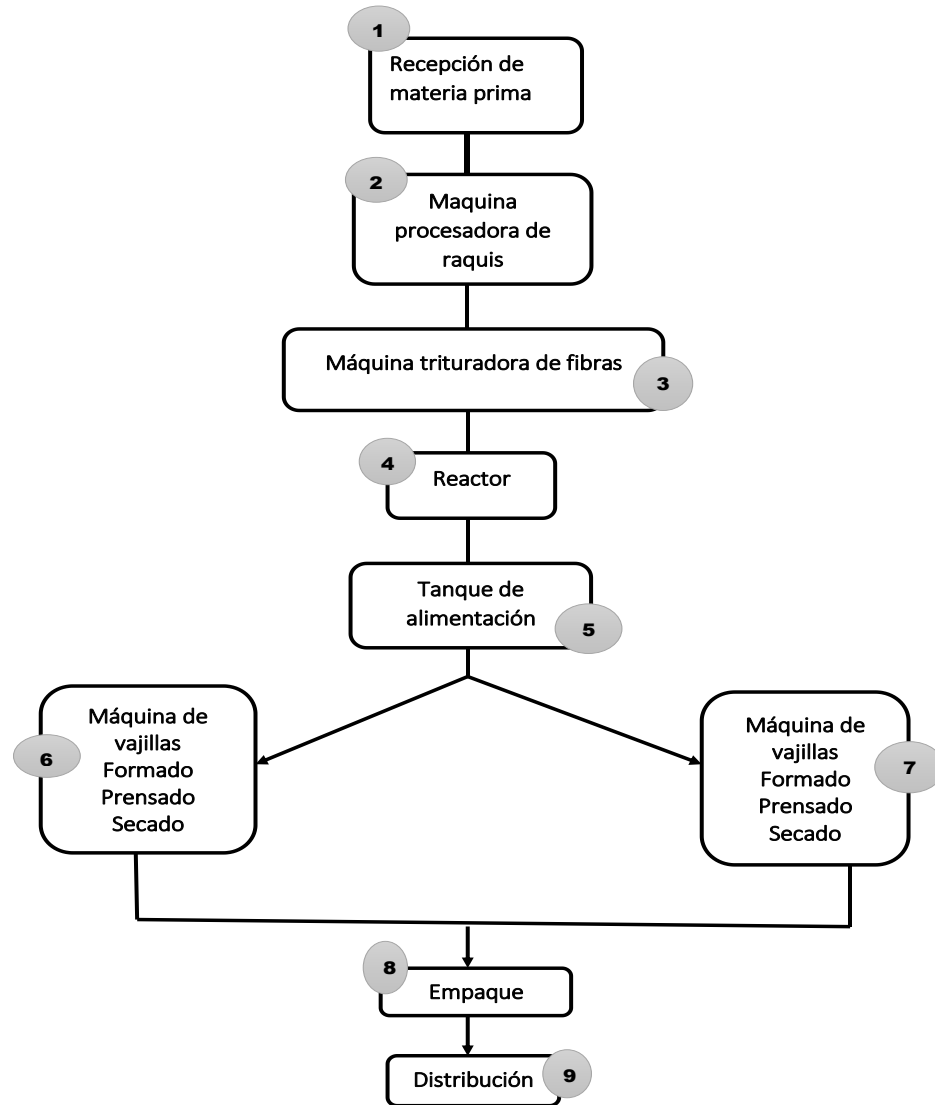 1
Recepción de
materia prima
2
Maquina
procesadora de
raquis
Máquina trituradora de fibras
3
4
Reactor
Tanque de
alimentación
5
6
Máquina de
vajillas
Formado
Prensado
Secado
7
Máquina de
vajillas
Formado
Prensado
Secado
8
Empaque
Distribución
9